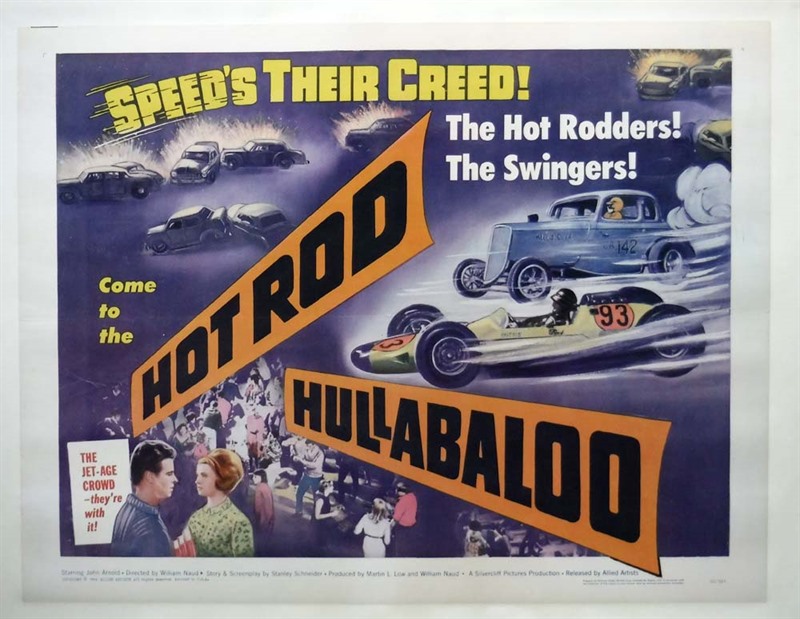 SPEED'S THEIR CREED!
The Hot Rodders!
The Swingers!
142
93
3
Come
to
the
HOT ROD
HULLABALOO
THE
JET-AGE
CROWD
-they're
with
it!
Starring John Arnold • Directed by William Naud • Story & Screenplay by Stanley Schneider • Produced by Martin L. Low and William Naud • A Silvercliff Pictures Production • Released by Allied Artists